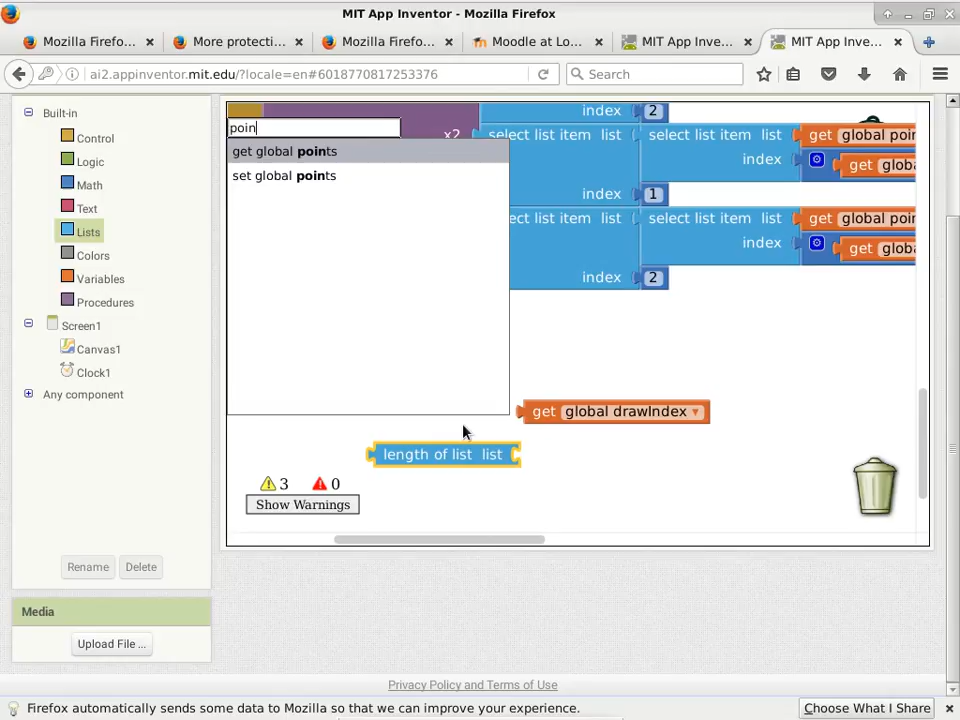 MIT App Inventor - Mozilla Firefox
Mozilla Firefo...
More protecti...
Mozilla Firefo...
Moodle at Lo...
MIT App Inve...
MIT App Inve...
ai2.appinventor.mit.edu/?locale=en#6018770817253376
Search
Built-in
Control
Logic
Math
Text
Lists
Colors
Variables
Procedures
Screen1
Canvas1
Clock1
Any component
Rename
Delete
Media
Upload File ...
poin
get global points
set global points
x2
index 2
select list item list select list item list get global poin
index get globa
index 1
ect list item list select list item list get global poin
index get globa
index 2
get global drawIndex
length of list list
3 0
Show Warnings
Privacy Policy and Terms of Use
Firefox automatically sends some data to Mozilla so that we can improve your experience.
Choose What I Share